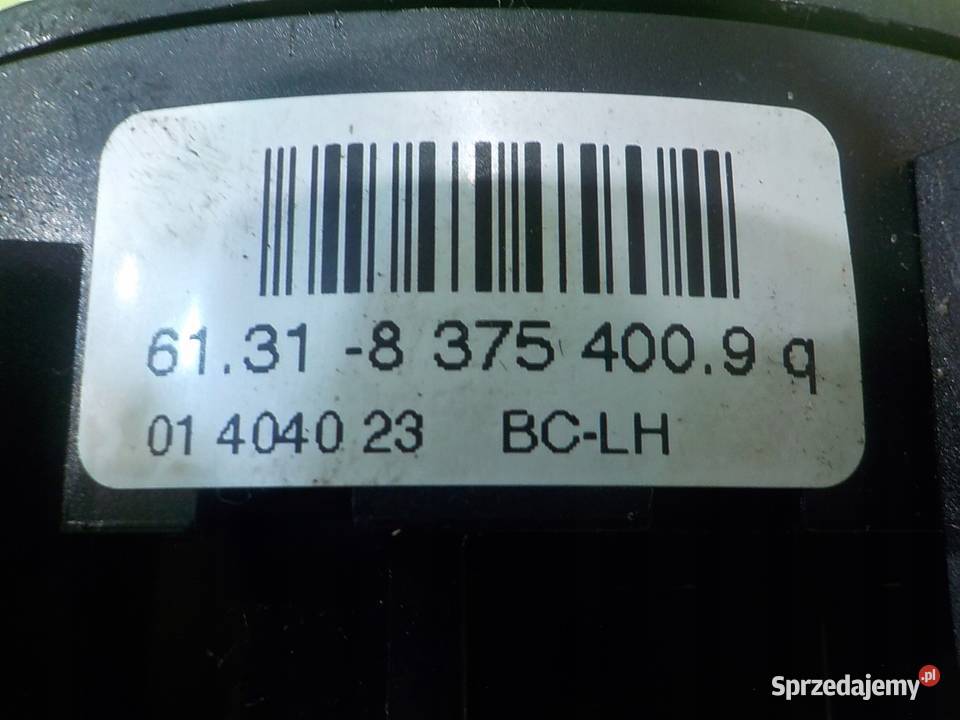 61.31 -8 375 400.9 q
01 4040 23 BC-LH
Sprzedajemy.pl